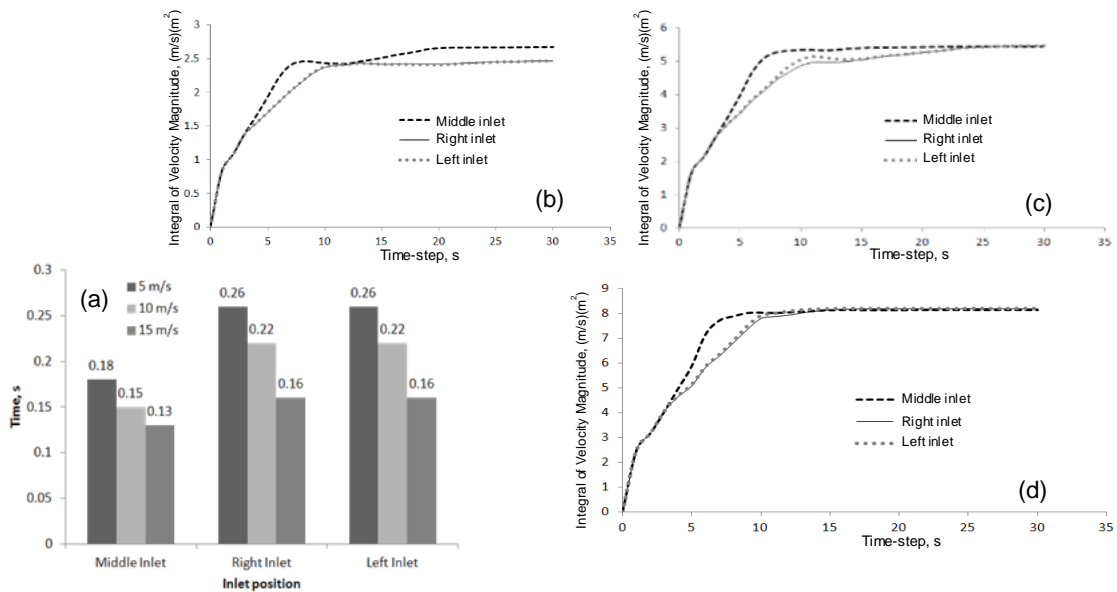 3
2.5
2
1.5
1
0.5
0
0 5 10 15 20 25 30 35
Integral of Velocity Magnitude, (m/s)(m²)
Time-step, s
Middle inlet
Right inlet
Left inlet
(b)
6
5
4
3
2
1
0
0 5 10 15 20 25 30 35
Integral of Velocity Magnitude, (m/s)(m²)
Time-step, s
Middle inlet
Right inlet
Left inlet
(c)
(a)
0.3
0.25
0.2
0.15
0.1
0.05
0
Time, s
5 m/s
10 m/s
15 m/s
0.18
0.15
0.13
0.26
0.22
0.16
0.26
0.22
0.16
Middle Inlet Right Inlet Left Inlet
Inlet position
9
8
7
6
5
4
3
2
1
0
0 5 10 15 20 25 30 35
Integral of Velocity Magnitude, (m/s)(m²)
Time-step, s
Middle inlet
Right inlet
Left inlet
(d)